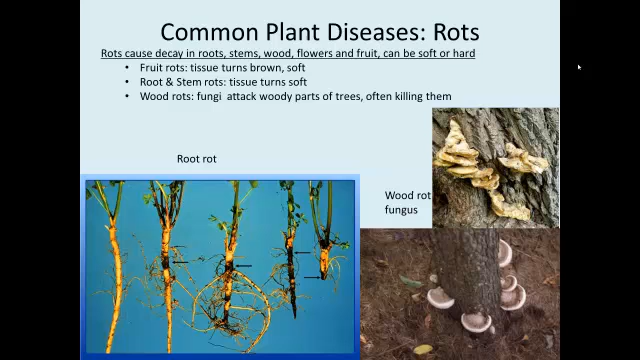 Common Plant Diseases: Rots
Rots cause decay in roots, stems, wood, flowers and fruit, can be soft or hard
• Fruit rots: tissue turns brown, soft
• Root & Stem rots: tissue turns soft
• Wood rots: fungi attack woody parts of trees, often killing them
Root rot
Wood rot
fungus